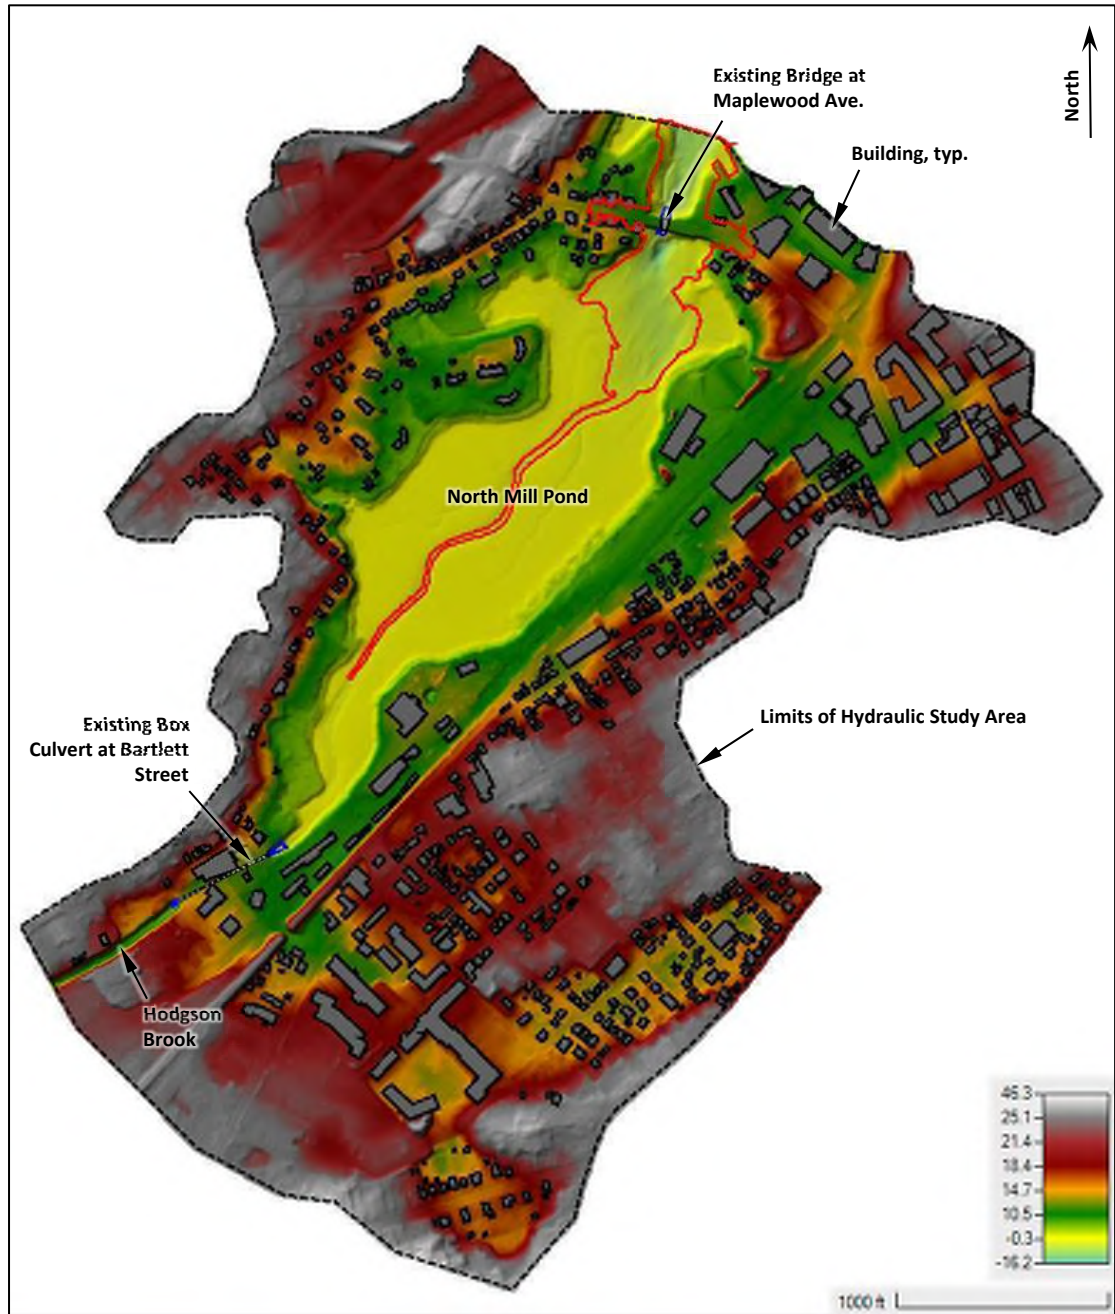 Existing Bridge at
Maplewood Ave.
North
Building, typ.
North Mill Pond
Limits of Hydraulic Study Area
Existing Box
Culvert at Bartlett
Street
Hodgson
Brook
46.3
25.1
21.4
18.4
14.7
10.5
-0.3
-16.2
1000 ft